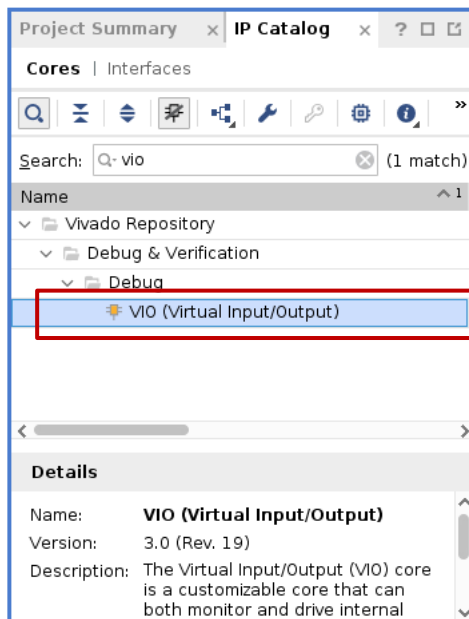 Project Summary × IP Catalog × ?
Cores | Interfaces
»
Search: vio (1 match)
Name 1
Vivado Repository
Debug & Verification
Debug
VIO (Virtual Input/Output)
Details
Name: VIO (Virtual Input/Output)
Version: 3.0 (Rev. 19)
Description: The Virtual Input/Output (VIO) core
is a customizable core that can
both monitor and drive internal